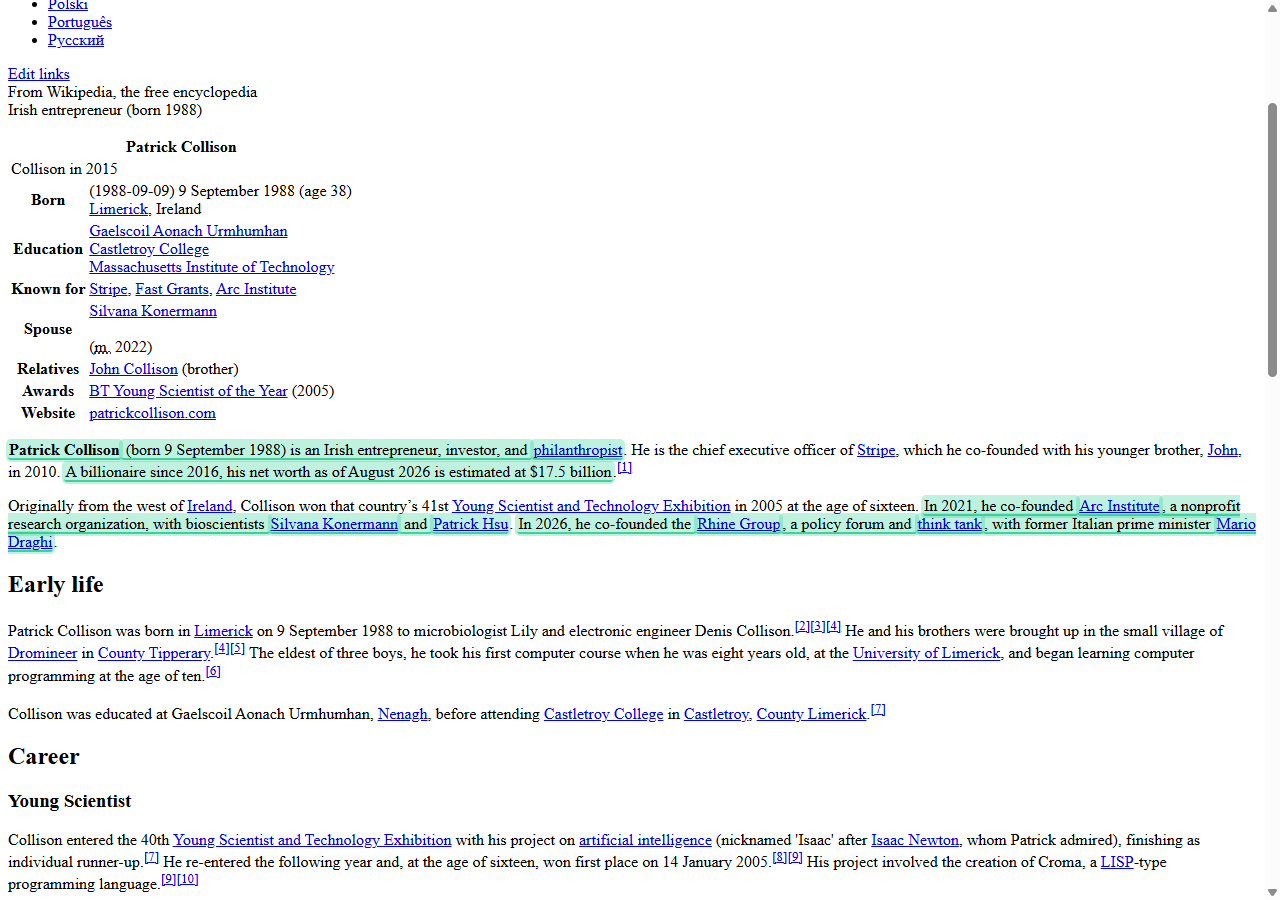 Polski
Português
Русский
Edit links
From Wikipedia, the free encyclopedia
Irish entrepreneur (born 1988)
Patrick Collison
Collison in 2015
Born (1988-09-09) 9 September 1988 (age 38)
Limerick, Ireland
Education Gaelscoil Aonach Urmhumhan
Castletroy College
Massachusetts Institute of Technology
Known for Stripe, Fast Grants, Arc Institute
Spouse Silvana Konermann
(m. 2022)
Relatives John Collison (brother)
Awards BT Young Scientist of the Year (2005)
Website patrickcollison.com
Patrick Collison (born 9 September 1988) is an Irish entrepreneur, investor, and philanthropist. He is the chief executive officer of Stripe, which he co-founded with his younger brother, John,
in 2010. A billionaire since 2016, his net worth as of August 2026 is estimated at $17.5 billion.[1]
Originally from the west of Ireland, Collison won that country’s 41st Young Scientist and Technology Exhibition in 2005 at the age of sixteen. In 2021, he co-founded Arc Institute, a nonprofit
research organization, with bioscientists Silvana Konermann and Patrick Hsu. In 2026, he co-founded the Rhine Group, a policy forum and think tank, with former Italian prime minister Mario
Draghi.
Early life
Patrick Collison was born in Limerick on 9 September 1988 to microbiologist Lily and electronic engineer Denis Collison.[2][3][4] He and his brothers were brought up in the small village of
Dromineer in County Tipperary.[4][5] The eldest of three boys, he took his first computer course when he was eight years old, at the University of Limerick, and began learning computer
programming at the age of ten.[6]
Collison was educated at Gaelscoil Aonach Urmhumhan, Nenagh, before attending Castletroy College in Castletroy, County Limerick.[7]
Career
Young Scientist
Collison entered the 40th Young Scientist and Technology Exhibition with his project on artificial intelligence (nicknamed 'Isaac' after Isaac Newton, whom Patrick admired), finishing as
individual runner-up.[7] He re-entered the following year and, at the age of sixteen, won first place on 14 January 2005.[8][9] His project involved the creation of Croma, a LISP-type
programming language.[9][10]